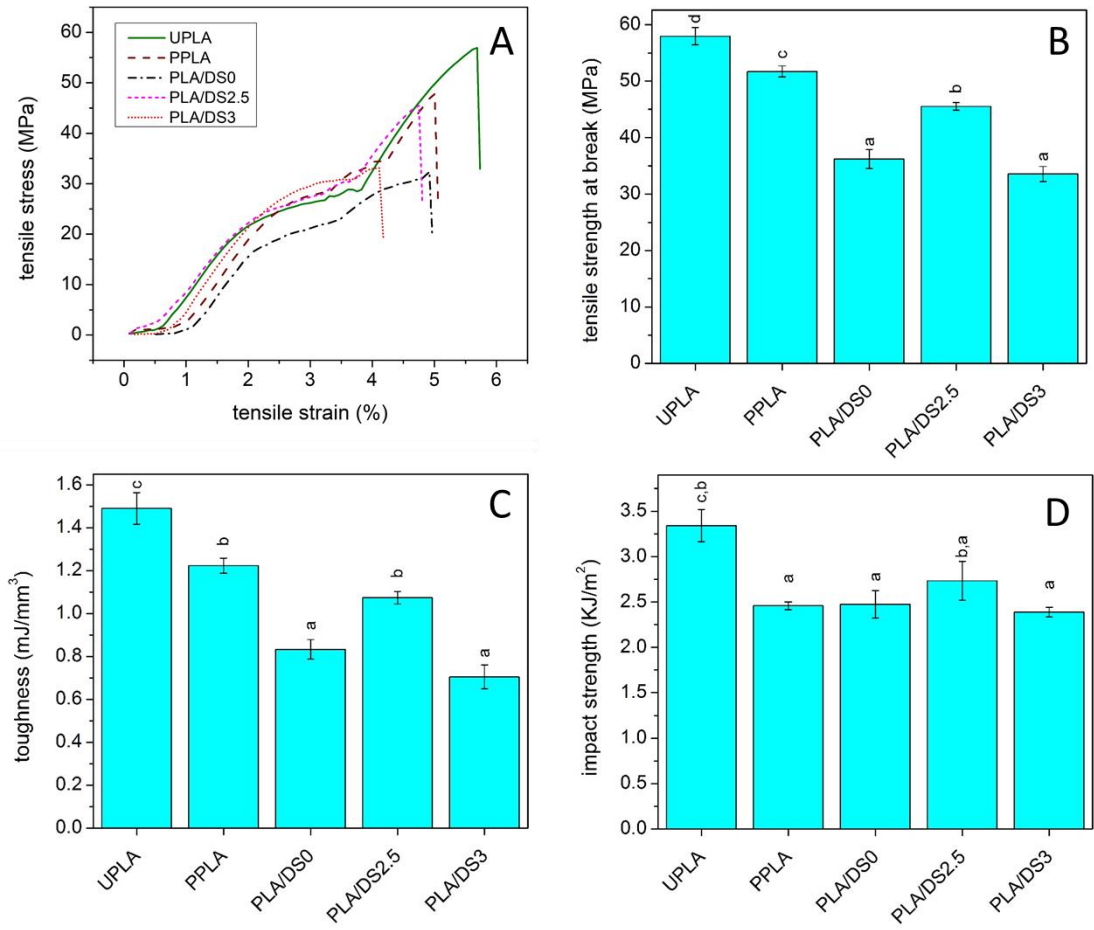 A
tensile stress (MPa)
60
50
40
30
20
10
0
UPLA
PPLA
PLA/DS0
PLA/DS2.5
PLA/DS3
0 1 2 3 4 5 6
tensile strain (%)
B
tensile strength at break (MPa)
60
50
40
30
20
10
0
d
c
a
b
a
UPLA
PPLA
PLA/DS0
PLA/DS2.5
PLA/DS3
C
toughness (mJ/mm³)
1.6
1.4
1.2
1.0
0.8
0.6
0.4
0.2
0.0
c
b
a
b
a
UPLA
PPLA
PLA/DS0
PLA/DS2.5
PLA/DS3
D
impact strength (KJ/m²)
3.5
3.0
2.5
2.0
1.5
1.0
0.5
0.0
c,b
a
a
b,a
a
UPLA
PPLA
PLA/DS0
PLA/DS2.5
PLA/DS3